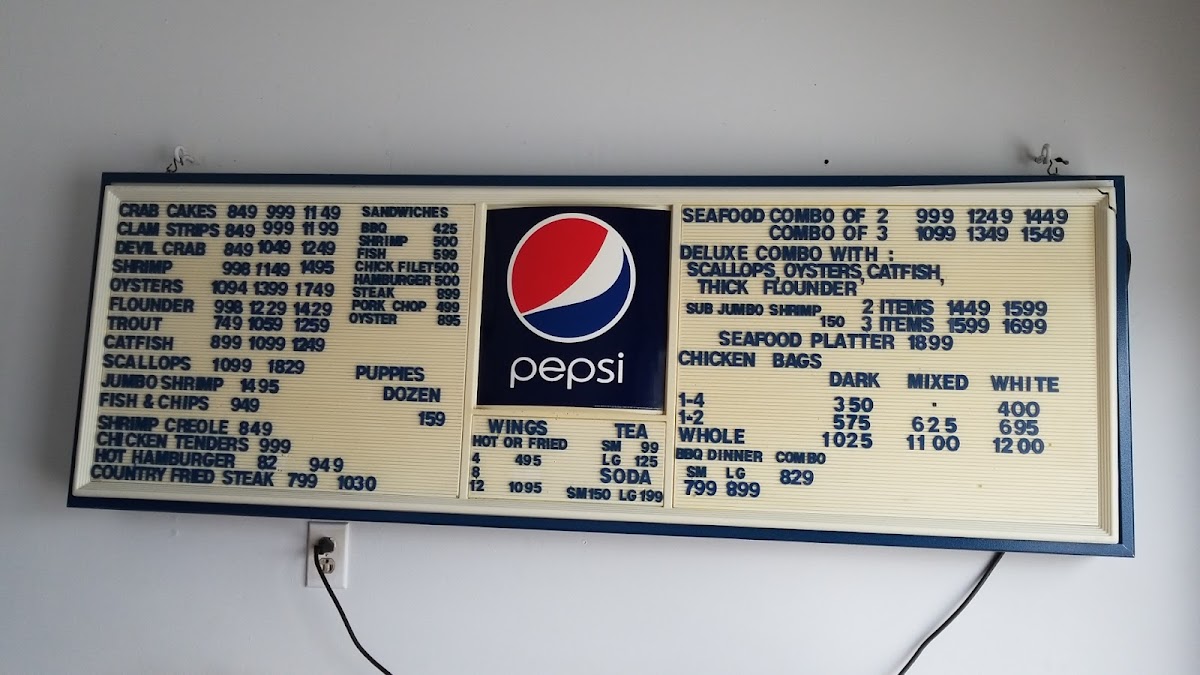 CRAB CAKES 849 999 1149
CLAM STRIPS 849 999 1199
DEVIL CRAB 849 1049 1249
SHRIMP 998 1149 1495
OYSTERS 1094 1399 1749
FLOUNDER 998 1229 1429
TROUT 749 1059 1259
CATFISH 899 1099 1249
SCALLOPS 1099 1829
JUMBO SHRIMP 1495
FISH & CHIPS 949
SHRIMP CREOLE 849
CHICKEN TENDERS 999
HOT HAMBURGER 82 949
COUNTRY FRIED STEAK 799 1030
SANDWICHES
BBQ 425
SHRIMP 500
FISH 599
CHICK FILET 500
HAMBURGER 500
STEAK 899
PORK CHOP 499
OYSTER 895
PUPPIES
DOZEN
159
pepsi
WINGS
HOT OR FRIED
4 495
8
12 1095
TEA
SM 99
LG 125
SODA
SM150 LG 199
SEAFOOD COMBO OF 2 999 1249 1449
COMBO OF 3 1099 1349 1549
DELUXE COMBO WITH :
SCALLOPS, OYSTERS, CATFISH,
THICK FLOUNDER
SUB JUMBO SHRIMP 2 ITEMS 1449 1599
150 3 ITEMS 1599 1699
SEAFOOD PLATTER 1899
CHICKEN BAGS
DARK MIXED WHITE
1-4 350 400
1-2 575 625 695
WHOLE 1025 1100 1200
BBQ DINNER COMBO
SM LG 829
799 899